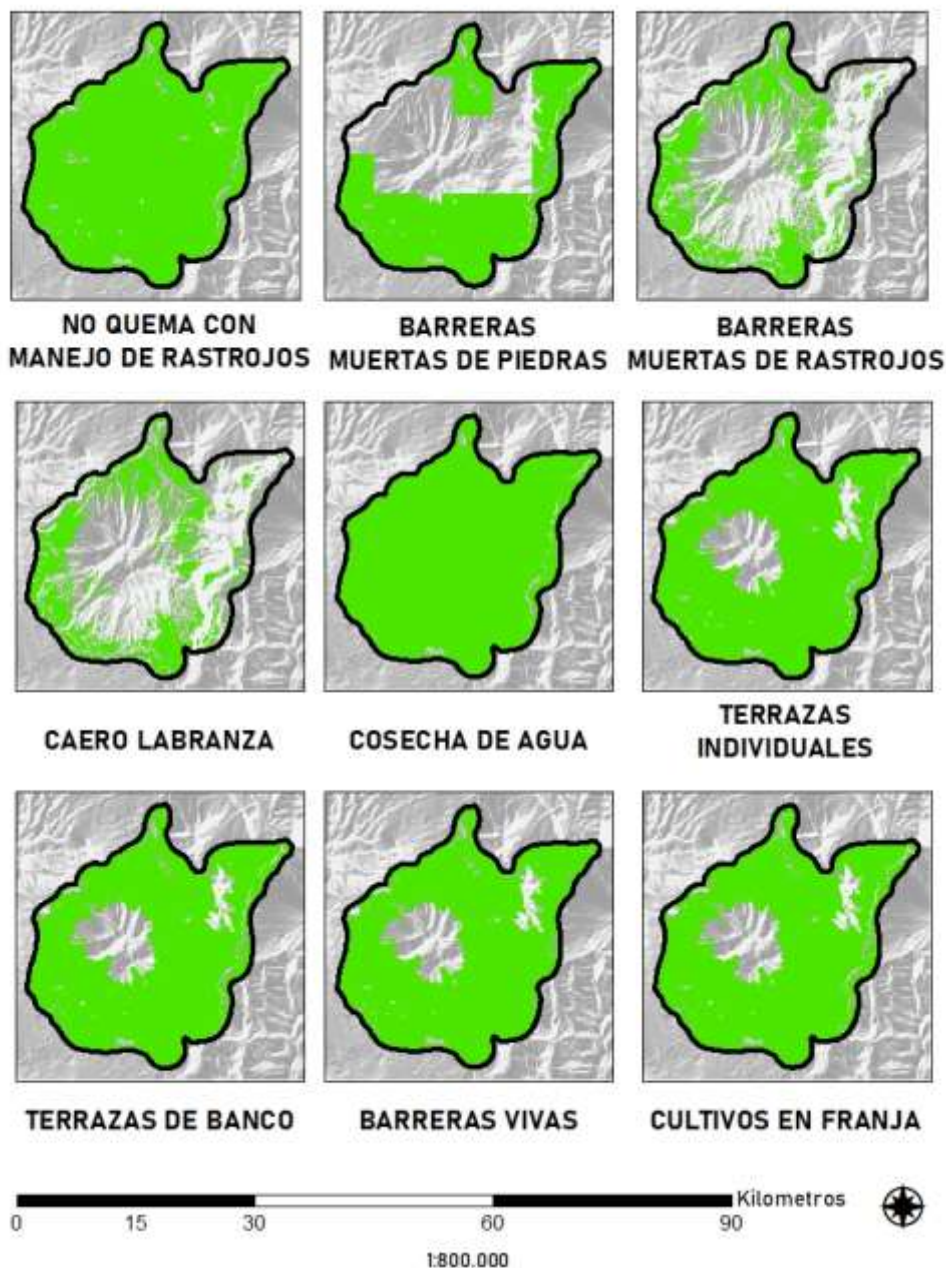 NO QUEMA CON
MANEJO DE RASTROJOS
BARRERAS
MUERTAS DE PIEDRAS
BARRERAS
MUERTAS DE RASTROJOS
CAERO LABRANZA
COSECHA DE AGUA
TERRAZAS
INDIVIDUALES
TERRAZAS DE BANCO
BARRERAS VIVAS
CULTIVOS EN FRANJA
Kilometros
0 15 30 60 90
1:800.000